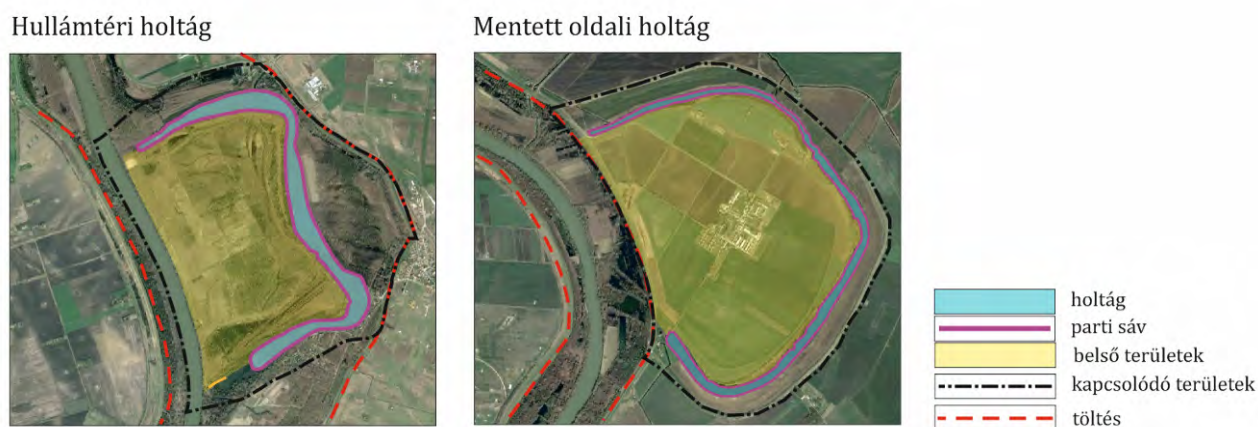 Hullámtéri holtág
Mentett oldali holtág
holtág
parti sáv
belső területek
kapcsolódó területek
töltés